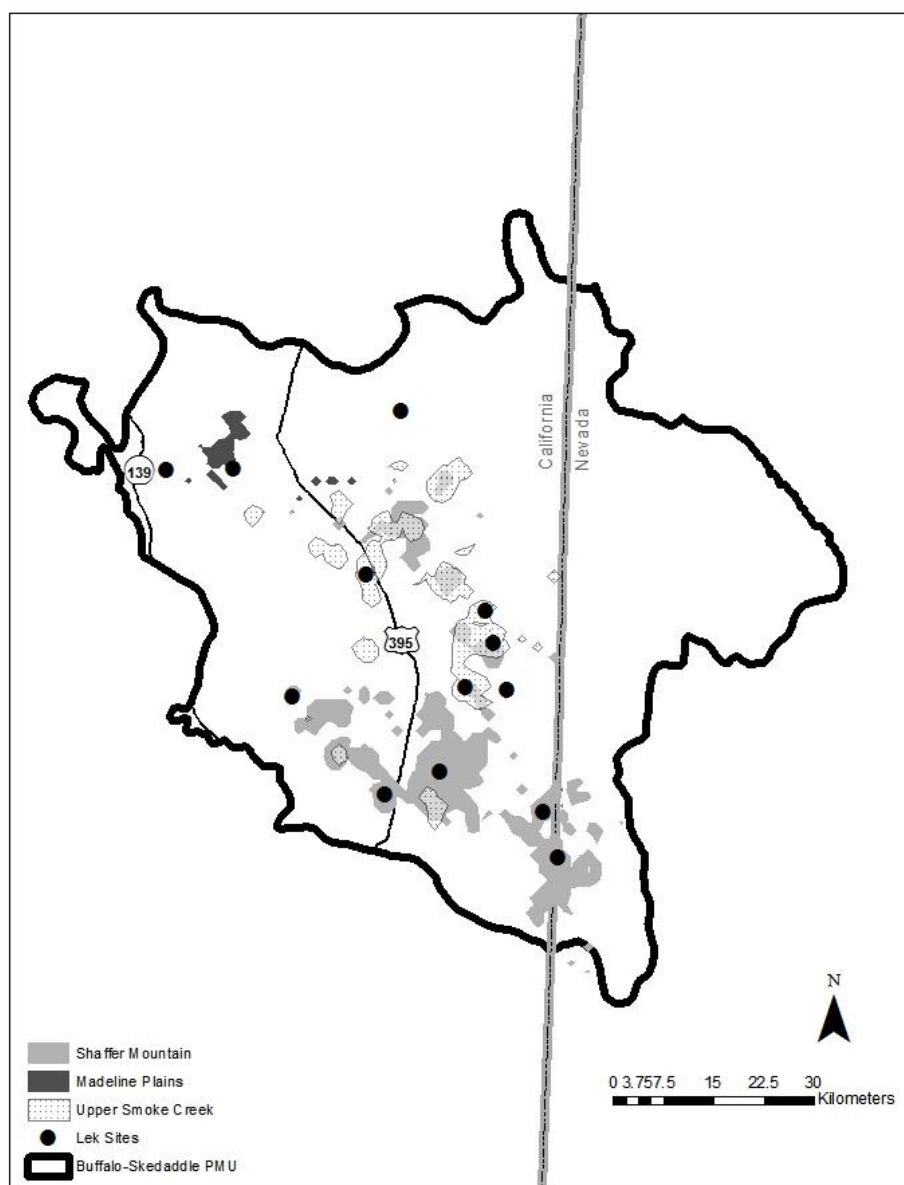 California
Nevada
139
395
N
0 3.757.5 15 22.5 30
Kilometers
Shaffer Mountain
Madeline Plains
Upper Smoke Creek
Lek Sites
Buffalo-Skedaddle PMU